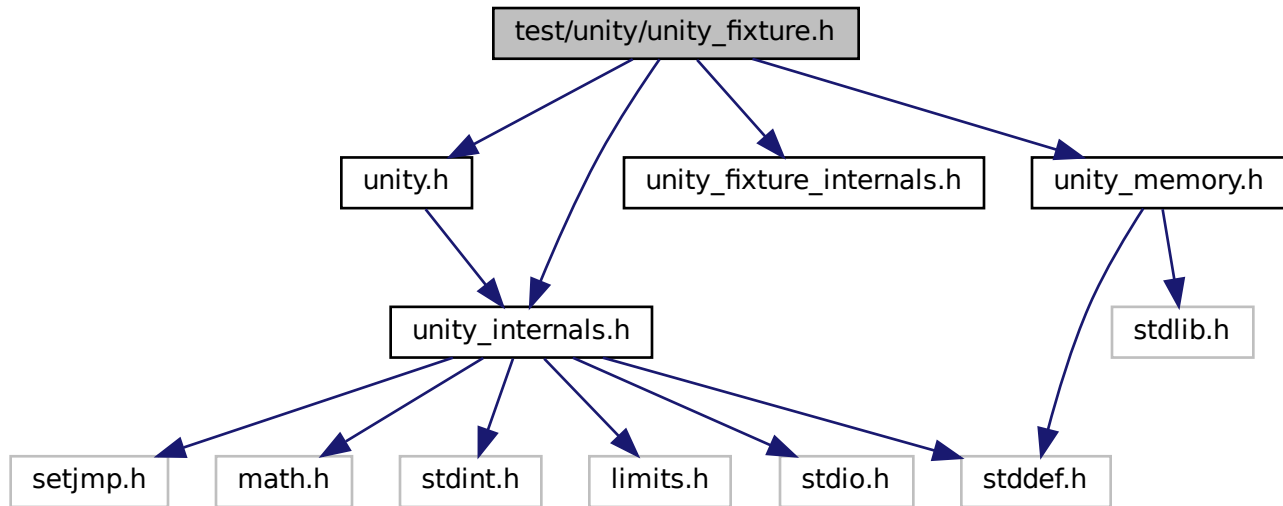 test/unity/unity_fixture.h
unity.h
unity_fixture_internals.h
unity_memory.h
unity_internals.h
stdlib.h
setjmp.h
math.h
stdint.h
limits.h
stdio.h
stddef.h